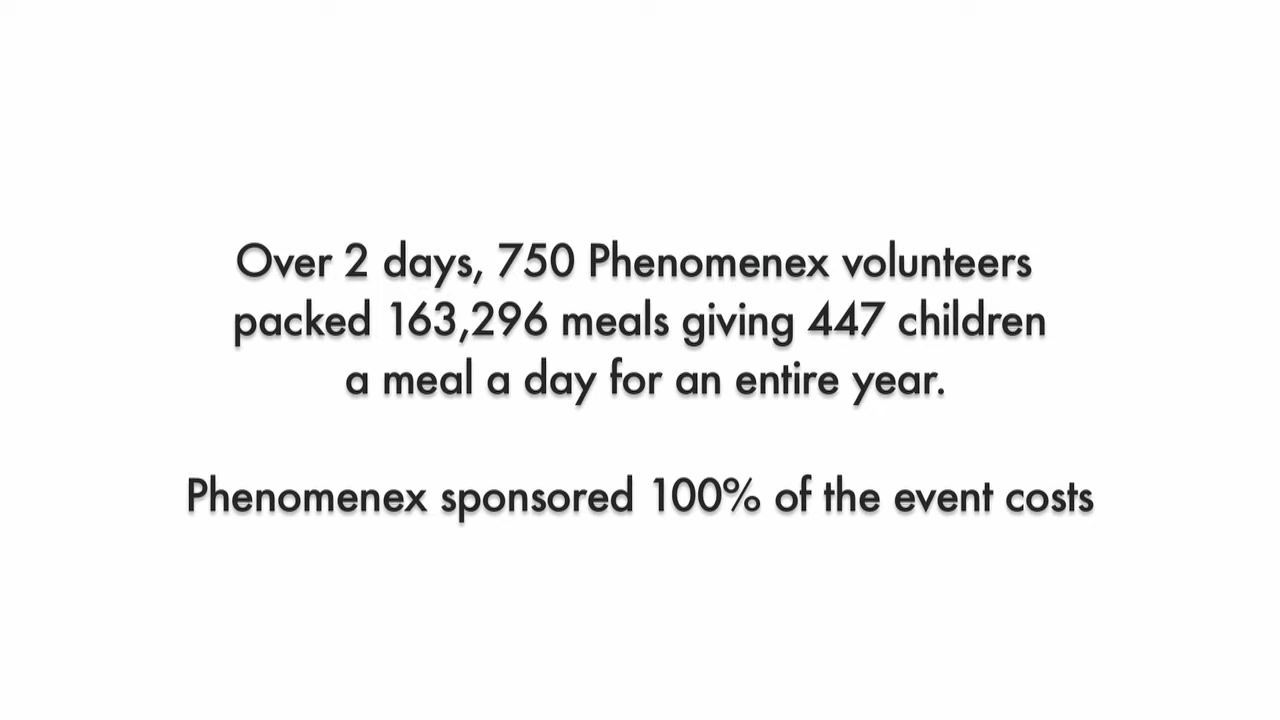 Over 2 days, 750 Phenomenex volunteers
packed 163,296 meals giving 447 children
a meal a day for an entire year.
Phenomenex sponsored 100% of the event costs